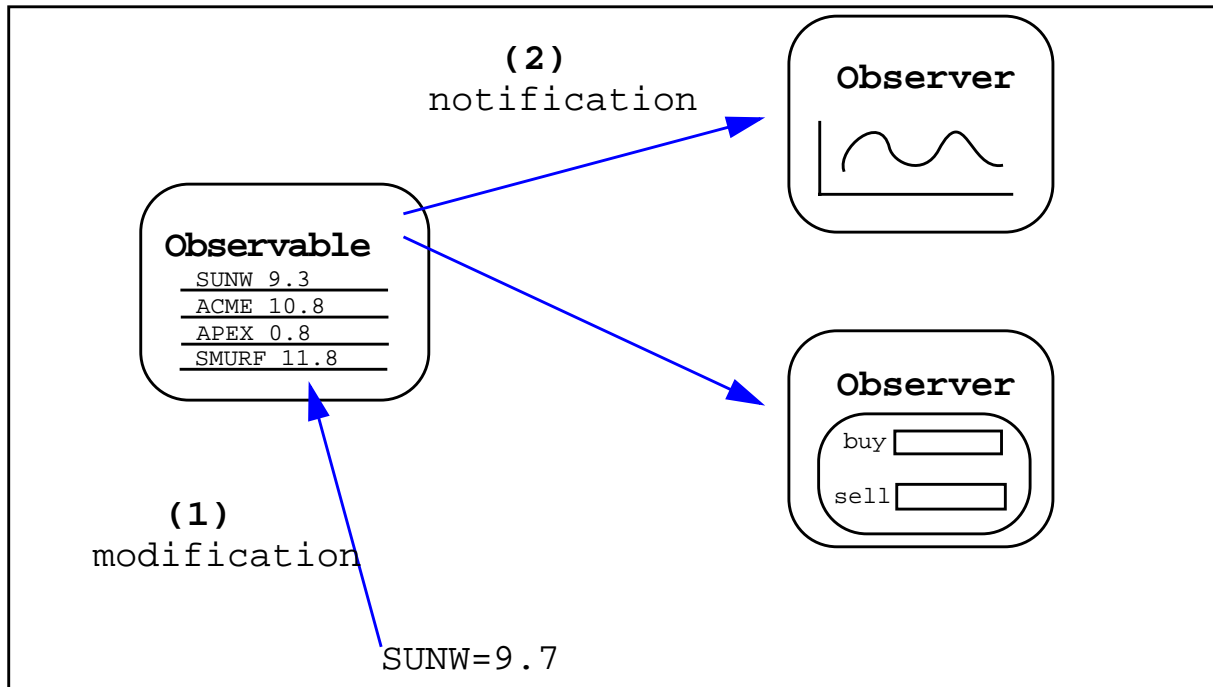 (2)
notification
Observer
Observable
SUNW 9.3
ACME 10.8
APEX 0.8
SMURF 11.8
Observer
buy
sell
(1)
modification
SUNW=9.7